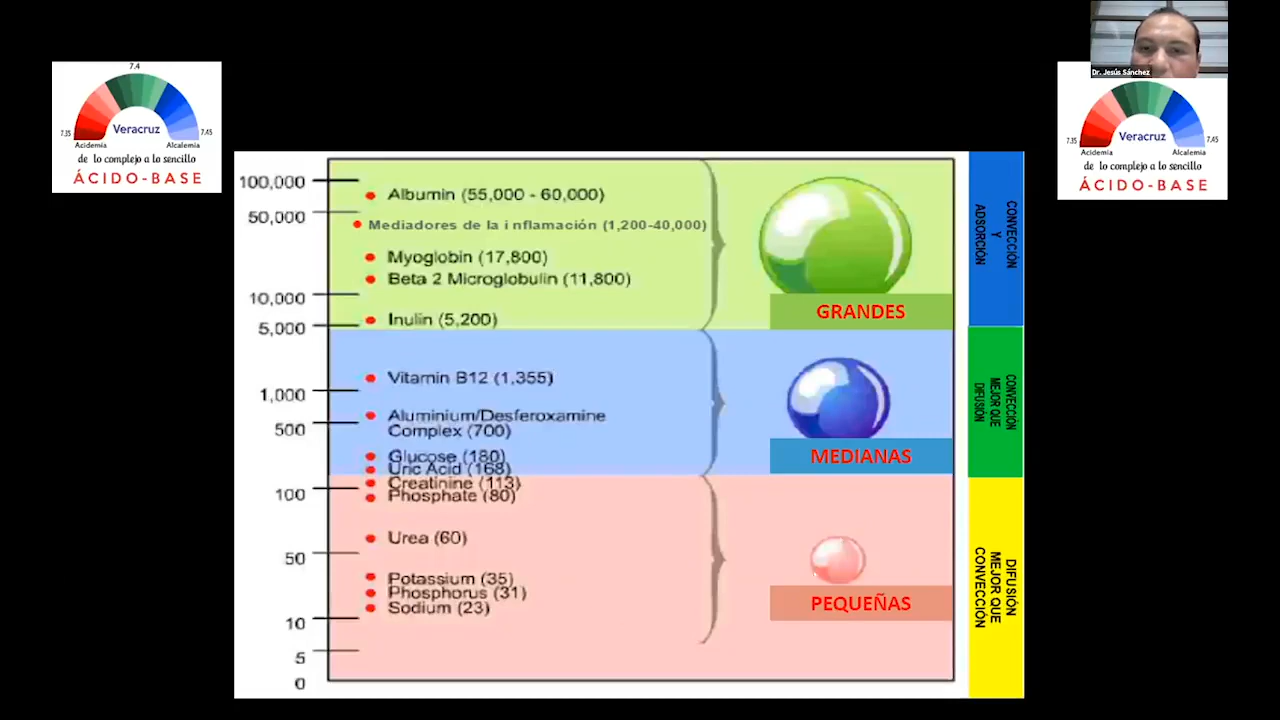 7.4
7.35
7.45
Veracruz
Acidemia
Alcalemia
de lo complejo a lo sencillo
ÁCIDO-BASE
Dr. Jesús Sánchez
7.35
7.45
Veracruz
Acidemia
Alcalemia
de lo complejo a lo sencillo
ÁCIDO-BASE
100,000
50,000
10,000
5,000
1,000
500
100
50
10
5
0
Albumin (55,000 - 60,000)
Mediadores de la i nflamación (1,200-40,000)
Myoglobin (17,800)
Beta 2 Microglobulin (11,800)
Inulin (5,200)
Vitamin B12 (1,355)
Aluminium/Desferoxamine
Complex (700)
Glucose (180)
Uric Acid (168)
Creatinine (113)
Phosphate (80)
Urea (60)
Potassium (35)
Phosphorus (31)
Sodium (23)
GRANDES
MEDIANAS
PEQUEÑAS
CONVECCIÓN
Y
ADSORCIÓN
CONVECCIÓN
MEJOR QUE
DIFUSIÓN
DIFUSIÓN
MEJOR QUE
CONVECCIÓN